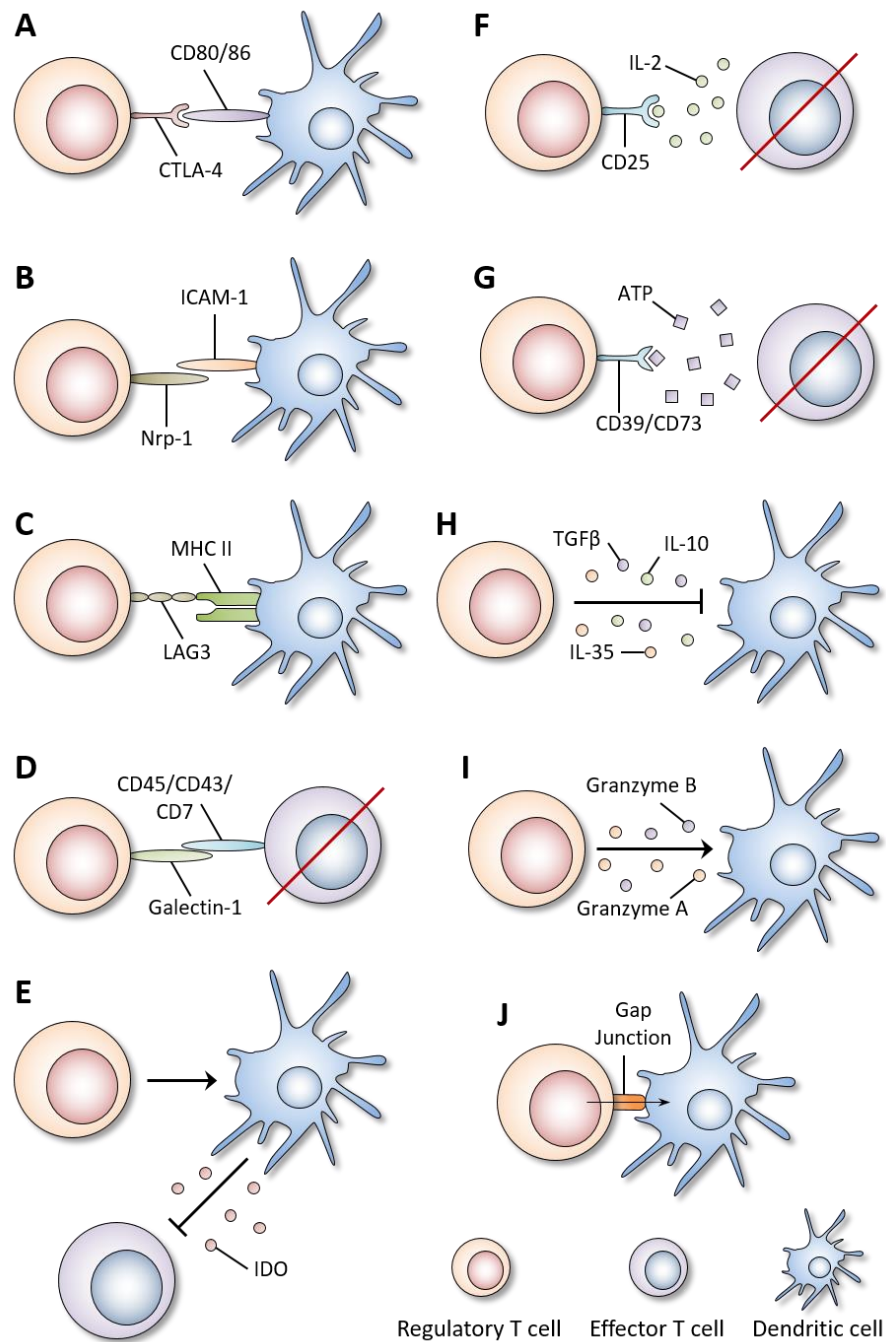 A
CD80/86
CTLA-4
B
ICAM-1
Nrp-1
C
MHC II
LAG3
D
CD45/CD43/
CD7
Galectin-1
E
IDO
F
IL-2
CD25
G
ATP
CD39/CD73
H
TGFβ
IL-10
IL-35
I
Granzyme B
Granzyme A
J
Gap
Junction
Regulatory T cell
Effector T cell
Dendritic cell